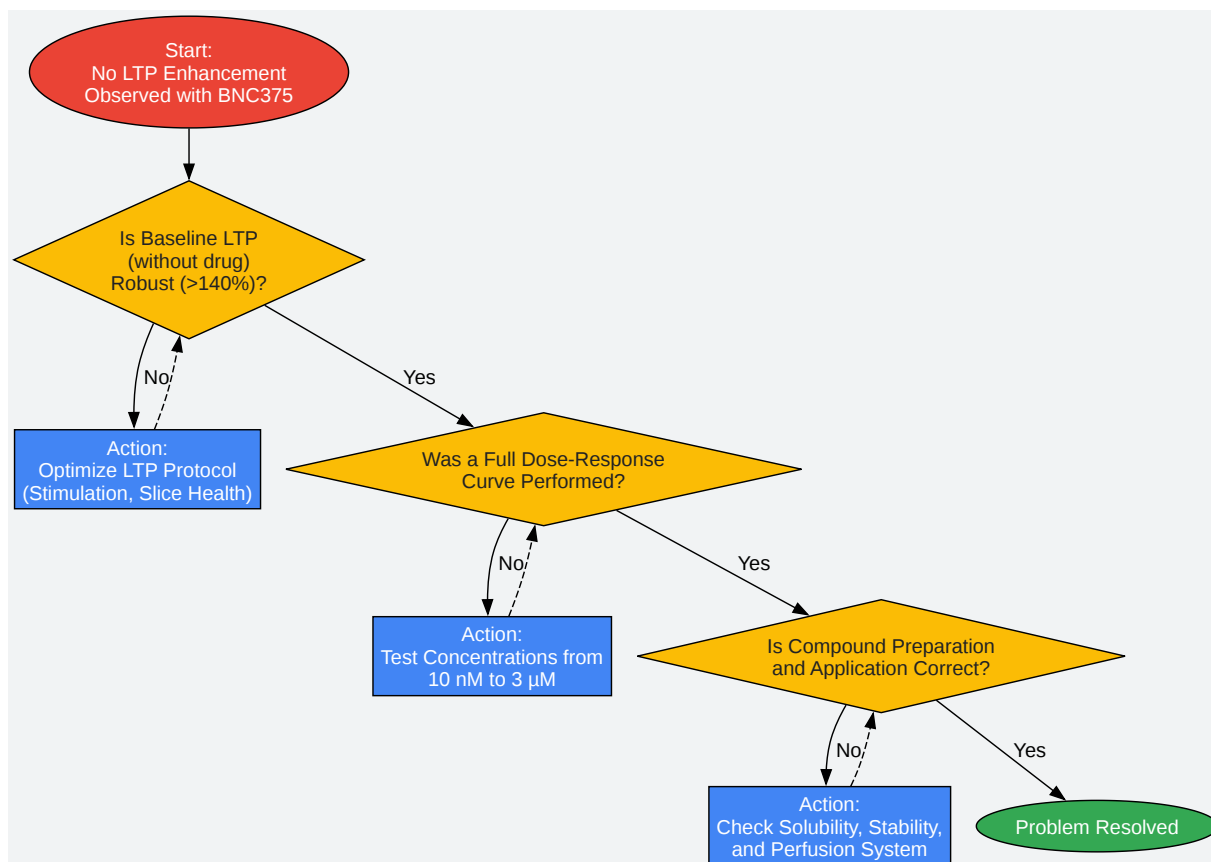 Start:
No LTP Enhancement
Observed with BNC375
Is Baseline LTP
(without drug)
Robust (>140%)?
No
Yes
Action:
Optimize LTP Protocol
(Stimulation, Slice Health)
Was a Full Dose-Response
Curve Performed?
No
Yes
Action:
Test Concentrations from
10 nM to 3 µM
Is Compound Preparation
and Application Correct?
No
Yes
Action:
Check Solubility, Stability,
and Perfusion System
Problem Resolved